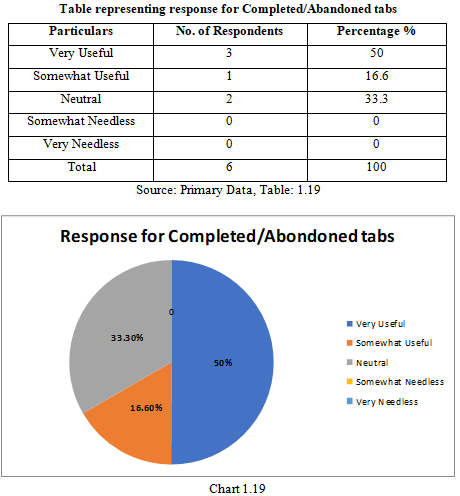 Table representing response for Completed/Abandoned tabs
Particulars No. of Respondents Percentage %
Very Useful 3 50
Somewhat Useful 1 16.6
Neutral 2 33.3
Somewhat Needless 0 0
Very Needless 0 0
Total 6 100
Source: Primary Data, Table: 1.19
Response for Completed/Abondoned tabs
0
33.30%
50%
16.60%
Very Useful
Somewhat Useful
Neutral
Somewhat Needless
Very Needless
Chart 1.19